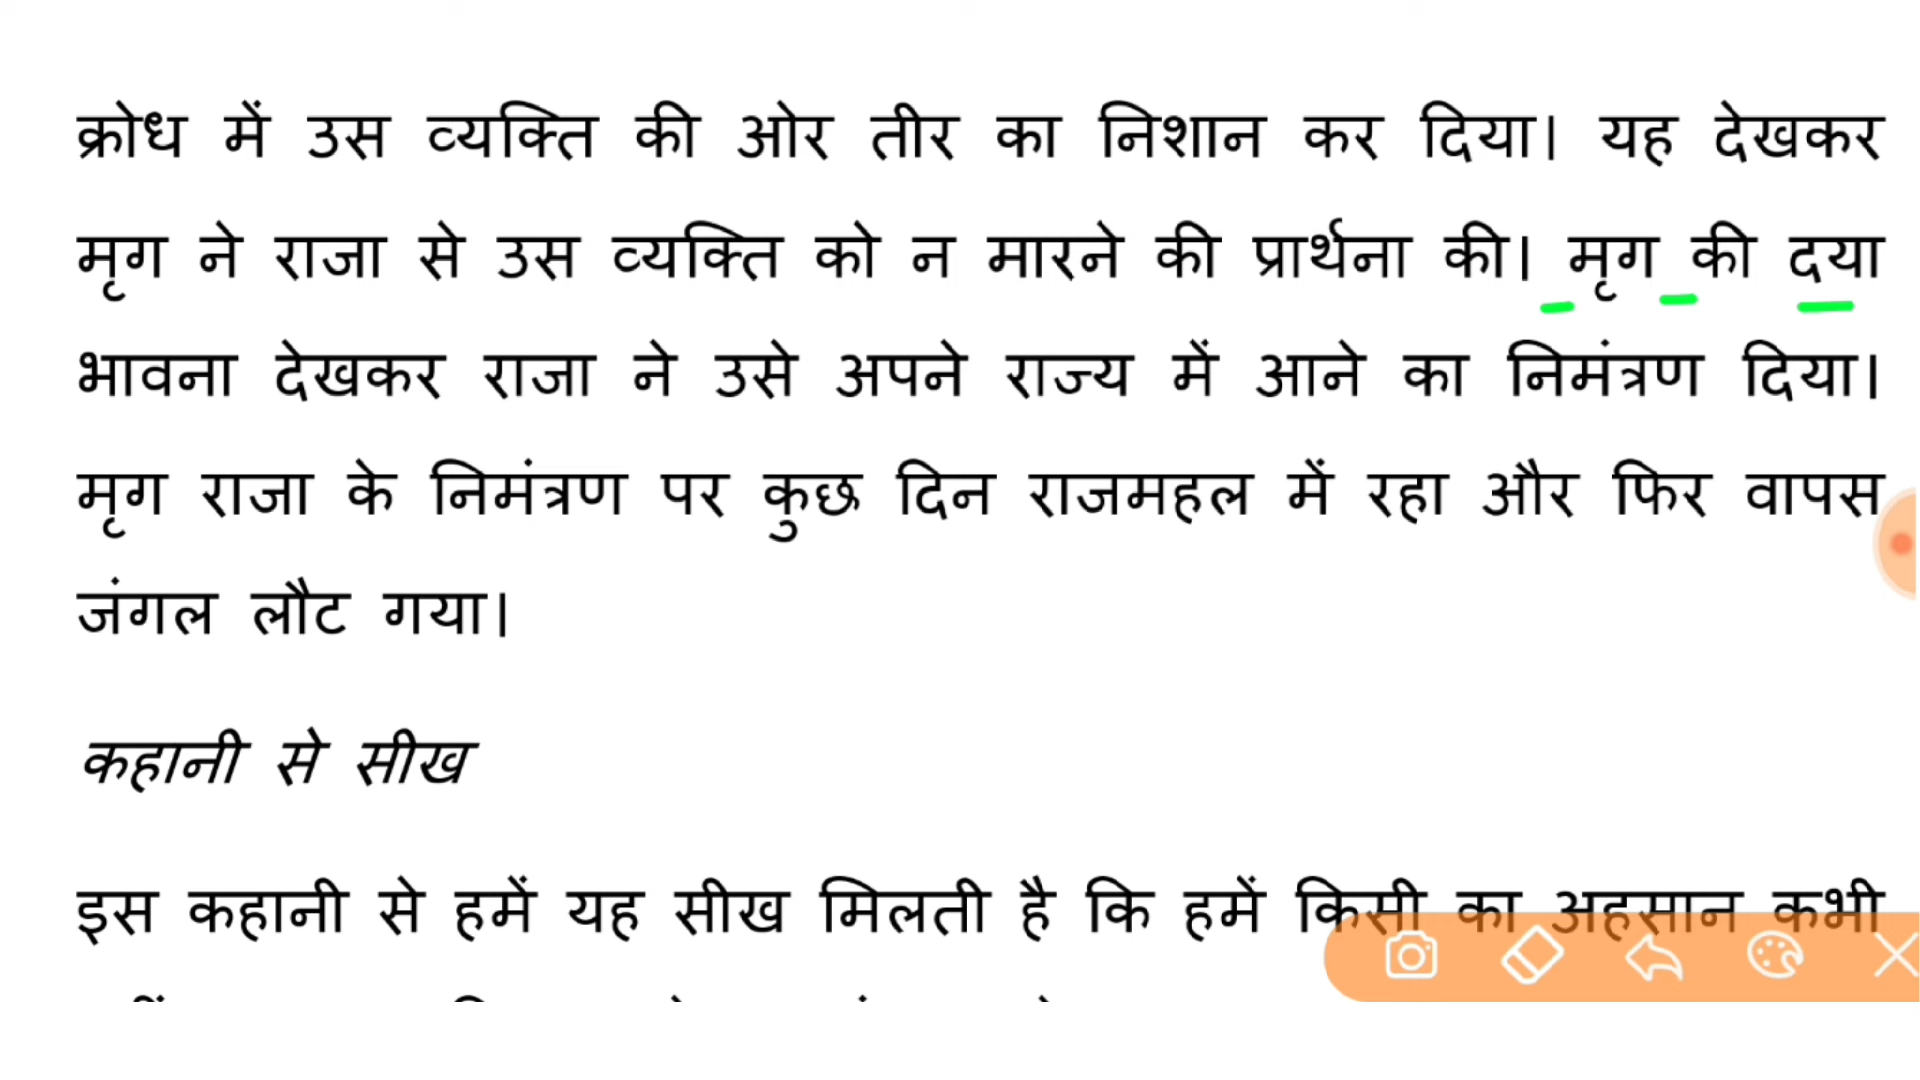 क्रोध में उस व्यक्ति की ओर तीर का निशान कर दिया। यह देखकर
मृग ने राजा से उस व्यक्ति को न मारने की प्रार्थना की। मृग की दया
भावना देखकर राजा ने उसे अपने राज्य में आने का निमंत्रण दिया।
मृग राजा के निमंत्रण पर कुछ दिन राजमहल में रहा और फिर वापस
जंगल लौट गया।
कहानी से सीख
इस कहानी से हमें यह सीख मिलती है कि हमें किसी का अहसान कभी